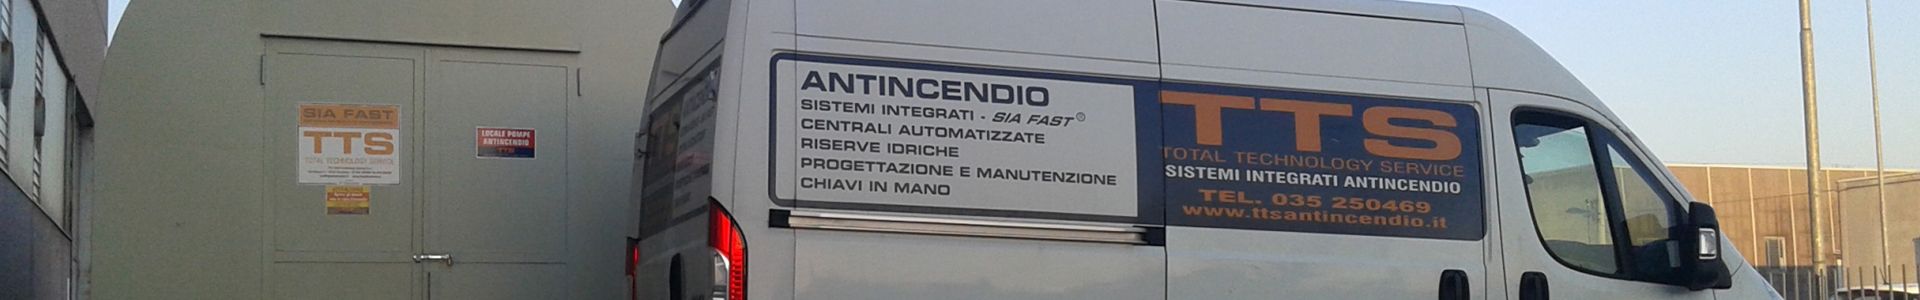 SIA FAST
TTS
TOTAL TECHNOLOGY SERVICE
LOCALE POMPE
ANTINCENDIO
TTS
ANTINCENDIO
SISTEMI INTEGRATI - SIA FAST®
CENTRALI AUTOMATIZZATE
RISERVE IDRICHE
PROGETTAZIONE E MANUTENZIONE
CHIAVI IN MANO
TTS
TOTAL TECHNOLOGY SERVICE
SISTEMI INTEGRATI ANTINCENDIO
TEL. 035 250469
www.ttsantincendio.it